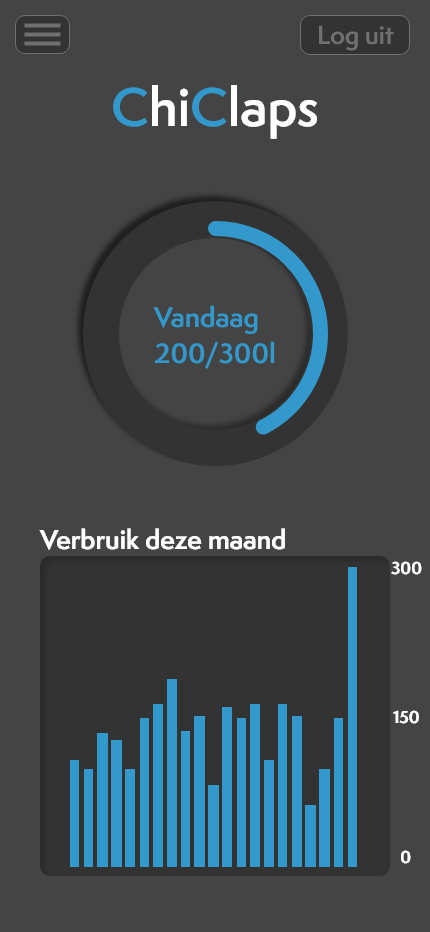 Log uit
ChiClaps
Vandaag
200/300l
Verbruik deze maand
300
150
0